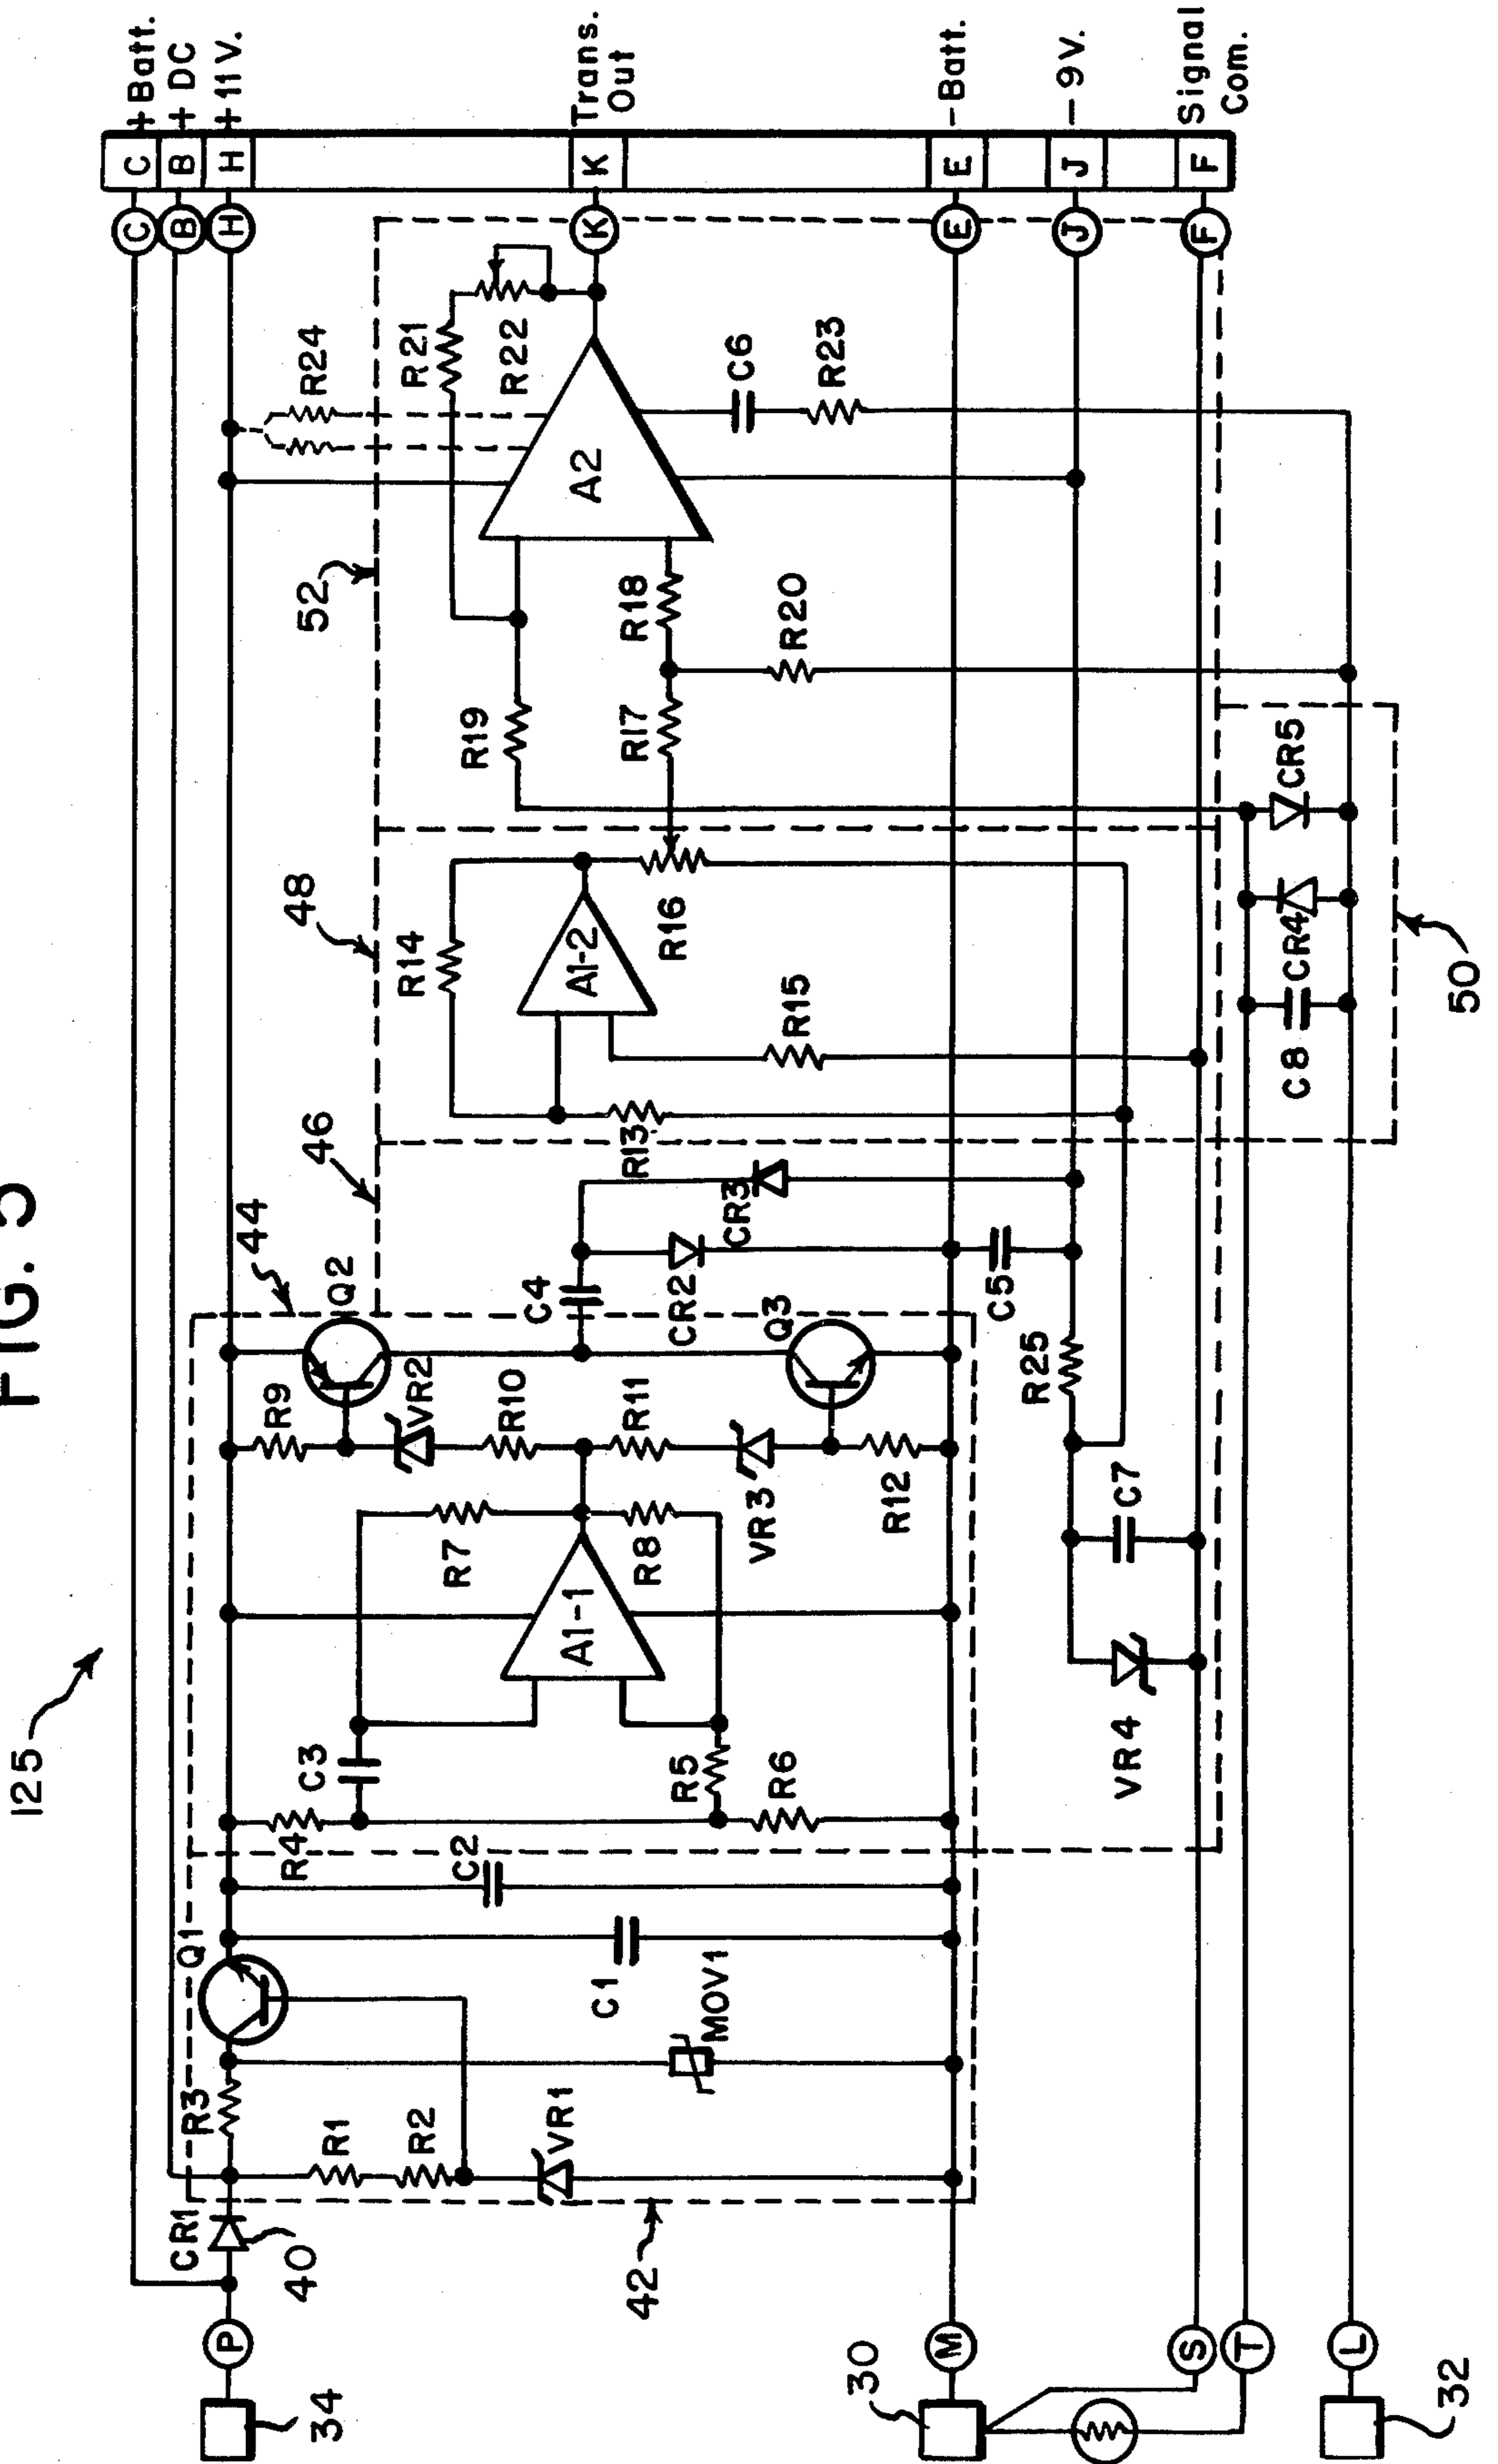 FIG. 5
125
C C +Batt.
B B + DC
H H +11V.
K K Trans.
Out
E E -Batt.
J J -9V.
F F Signal
Com.
P
34
CR1
40
R3
R1
R2
VR1
42
Q1
MOV1
C1
C2
R4
C3
R5
R6
A1-1
R7
R8
R9
VR2
R10
R11
VR3
R12
Q2
Q3
44
46
C4
CR2
CR3
C5
R25
C7
VR4
R13
R14
A1-2
R15
R16
48
R19
R17
R18
R20
52
A2
R21
R22
R24
C6
R23
C8
CR4
CR5
50
30
M
S
T
L
32